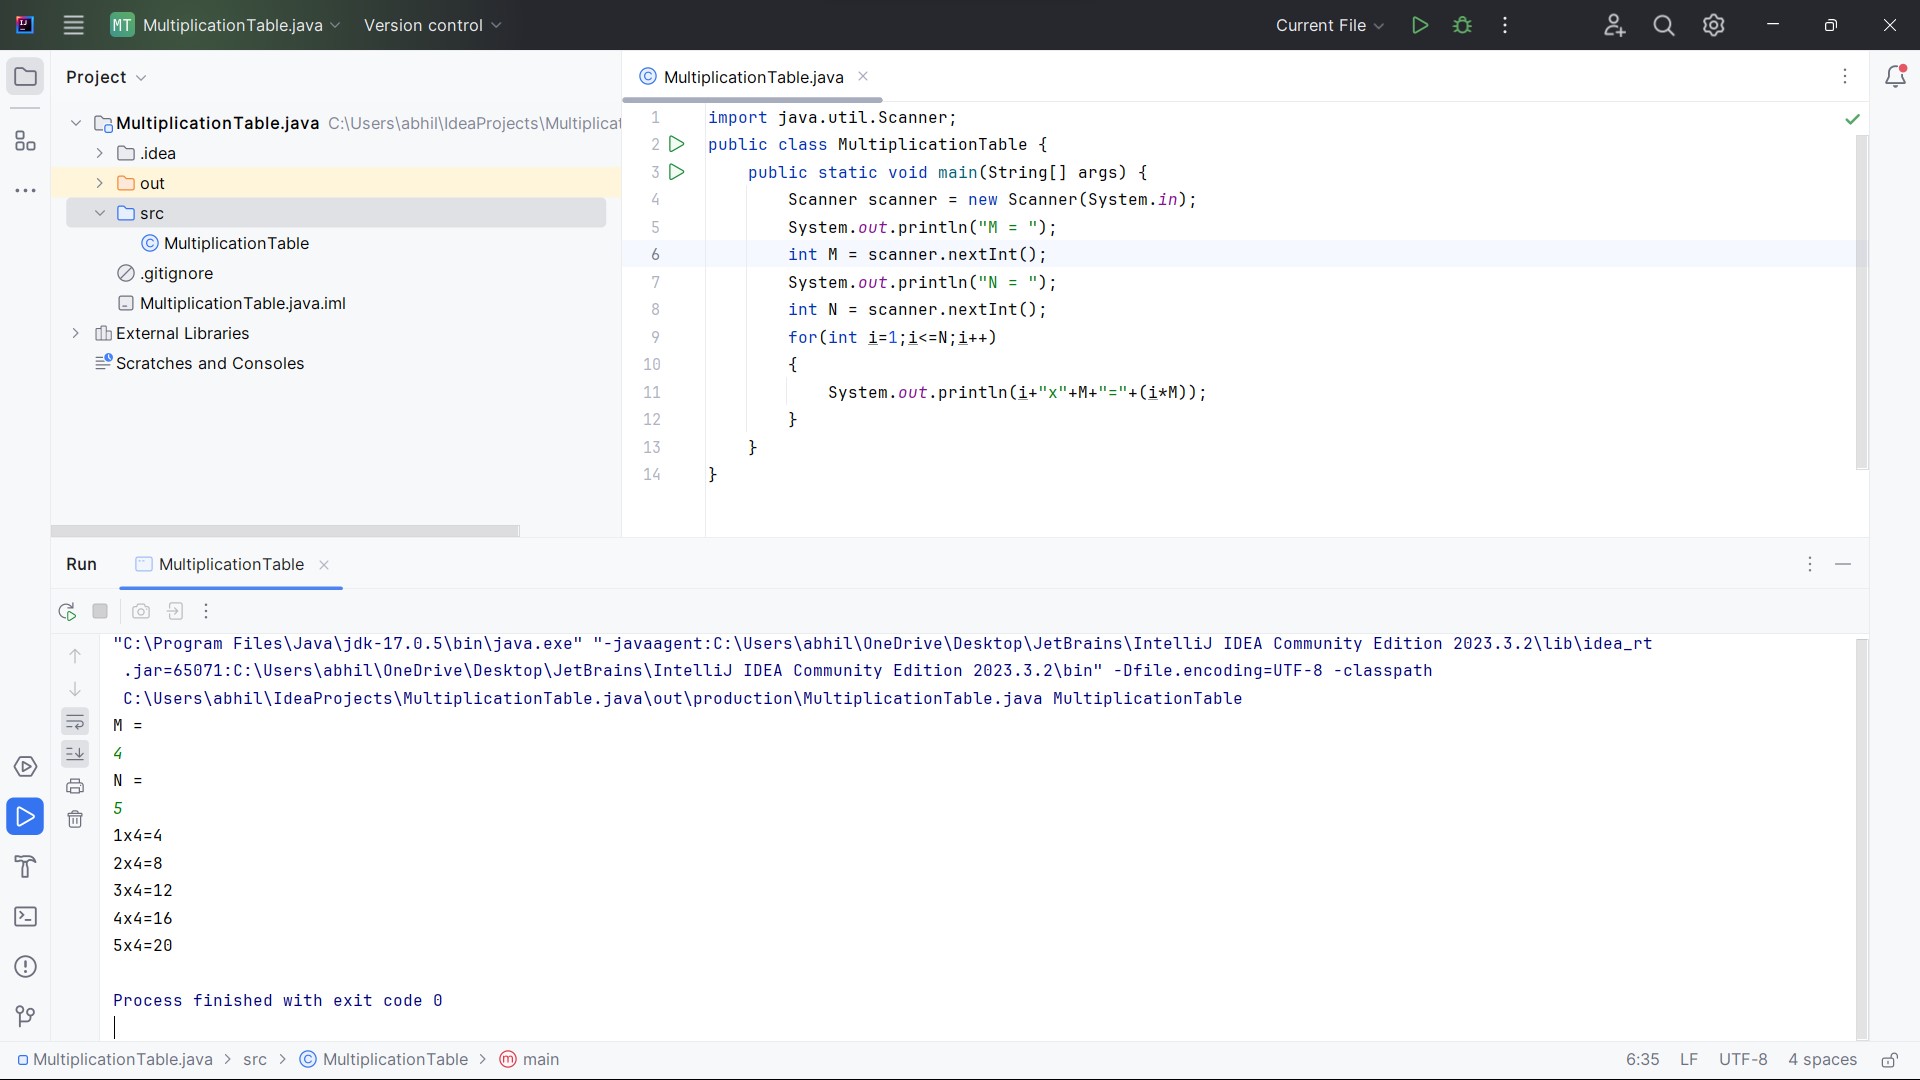 MT MultiplicationTable.java Version control Current File
Project
MultiplicationTable.java C:\Users\abhil\IdeaProjects\Multiplicat
.idea
out
src
MultiplicationTable
.gitignore
MultiplicationTable.java.iml
External Libraries
Scratches and Consoles
MultiplicationTable.java
1 import java.util.Scanner;
2 public class MultiplicationTable {
3 public static void main(String[] args) {
4 Scanner scanner = new Scanner(System.in);
5 System.out.println("M = ");
6 int M = scanner.nextInt();
7 System.out.println("N = ");
8 int N = scanner.nextInt();
9 for(int i=1;i<=N;i++)
10 {
11 System.out.println(i+"x"+M+"="+(i*M));
12 }
13 }
14 }
Run MultiplicationTable
"C:\Program Files\Java\jdk-17.0.5\bin\java.exe" "-javaagent:C:\Users\abhil\OneDrive\Desktop\JetBrains\IntelliJ IDEA Community Edition 2023.3.2\lib\idea_rt
.jar=65071:C:\Users\abhil\OneDrive\Desktop\JetBrains\IntelliJ IDEA Community Edition 2023.3.2\bin" -Dfile.encoding=UTF-8 -classpath
C:\Users\abhil\IdeaProjects\MultiplicationTable.java\out\production\MultiplicationTable.java MultiplicationTable
M =
4
N =
5
1x4=4
2x4=8
3x4=12
4x4=16
5x4=20
Process finished with exit code 0
MultiplicationTable.java > src > MultiplicationTable > main 6:35 LF UTF-8 4 spaces